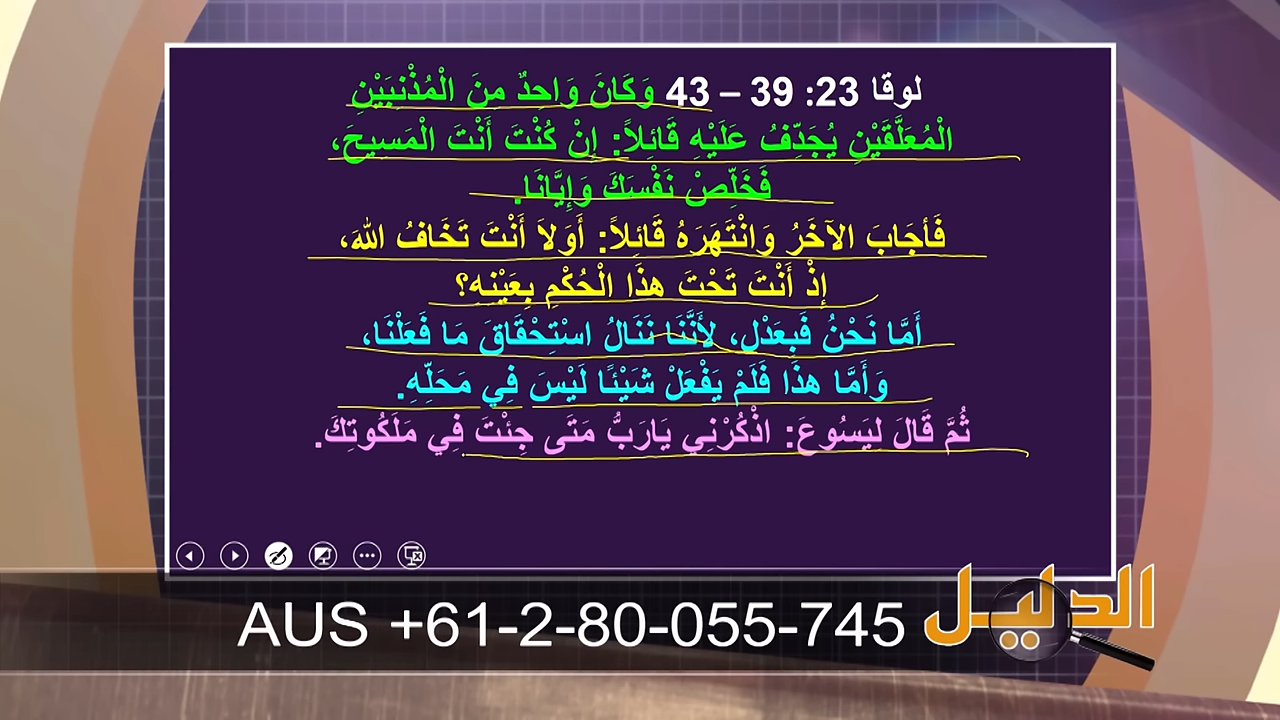 لوقا 23: 39 – 43 وَكَانَ وَاحِدٌ مِنَ الْمُذْنِبَيْنِ
الْمُعَلَّقَيْنِ يُجَدِّفُ عَلَيْهِ قَائِلاً: إِنْ كُنْتَ أَنْتَ الْمَسِيحَ،
فَخَلِّصْ نَفْسَكَ وَإِيَّانَا.
فَأجَابَ الآخَرُ وَانْتَهَرَهُ قَائِلاً: أَوَلاَ أَنْتَ تَخَافُ اللهَ،
إِذْ أَنْتَ تَحْتَ هذَا الْحُكْمِ بِعَيْنِهِ؟
أَمَّا نَحْنُ فَبِعَدْل، لأَنَّنَا نَنَالُ اسْتِحْقَاقَ مَا فَعَلْنَا،
وَأَمَّا هذَا فَلَمْ يَفْعَلْ شَيْئًا لَيْسَ فِي مَحَلِّهِ.
ثُمَّ قَالَ لِيَسُوعَ: اذْكُرْنِي يَارَبُّ مَتَى جِئْتَ فِي مَلَكُوتِكَ.
AUS +61-2-80-055-745
الدليل